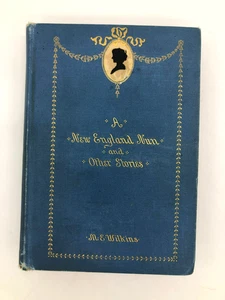 A
New England Nun
and
Other Stories
M.E. Wilkins